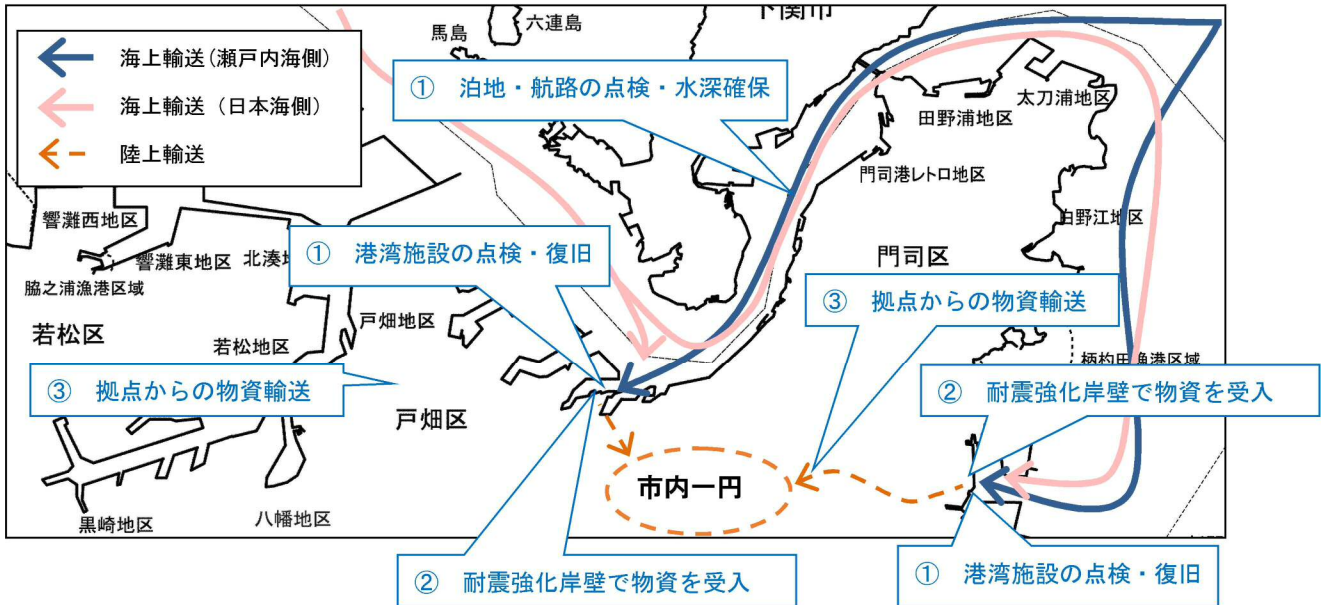 下関市
六連島
馬島
海上輸送(瀬戸内海側)
海上輸送（日本海側）
陸上輸送
① 泊地・航路の点検・水深確保
太刀浦地区
田野浦地区
門司港レトロ地区
響灘西地区
白野江地区
響灘東地区
北湊
① 港湾施設の点検・復旧
門司区
脇之浦漁港区域
③ 拠点からの物資輸送
戸畑地区
若松区
若松地区
柄杓田漁港区域
③ 拠点からの物資輸送
② 耐震強化岸壁で物資を受入
戸畑区
市内一円
黒崎地区
八幡地区
② 耐震強化岸壁で物資を受入
① 港湾施設の点検・復旧